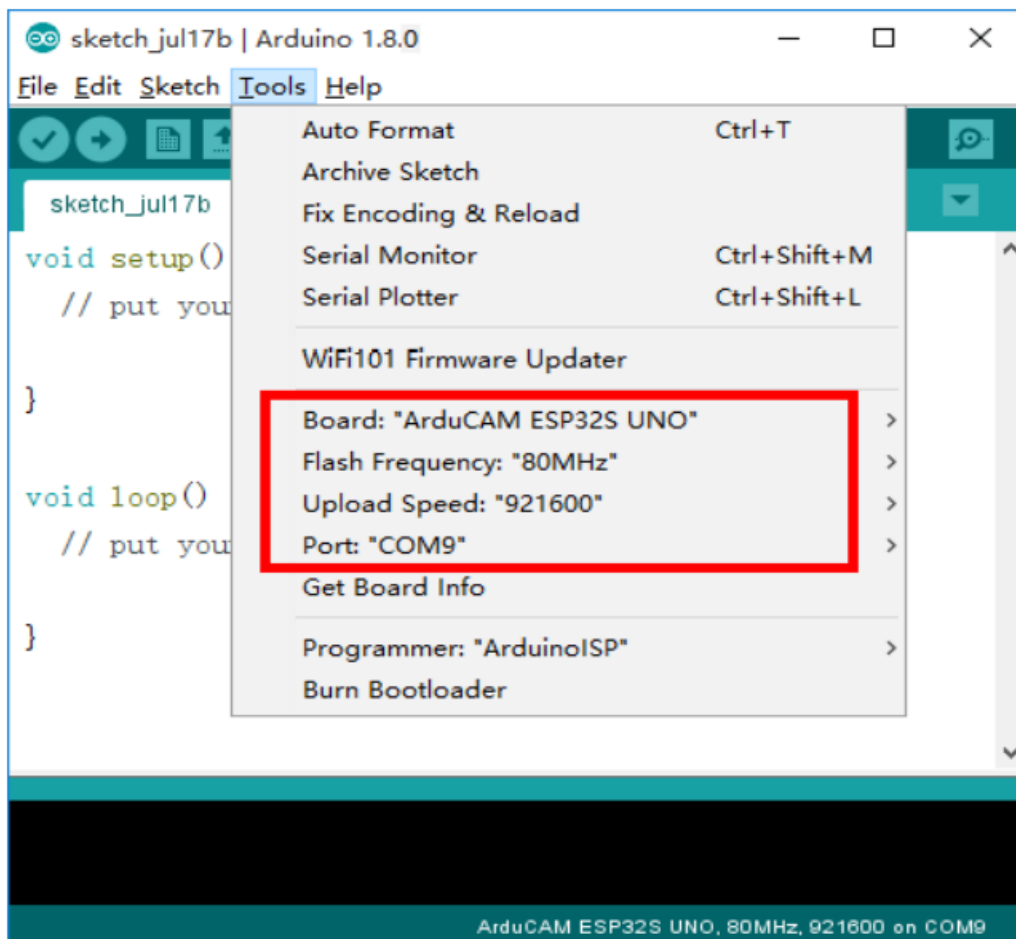 sketch_jul17b | Arduino 1.8.0
File Edit Sketch Tools Help
Auto Format Ctrl+T
Archive Sketch
sketch_jul17b
Fix Encoding & Reload
void setup()
Serial Monitor Ctrl+Shift+M
// put you
Serial Plotter Ctrl+Shift+L
WiFi101 Firmware Updater
}
Board: "ArduCAM ESP32S UNO"
Flash Frequency: "80MHz"
void loop()
Upload Speed: "921600"
// put you
Port: "COM9"
Get Board Info
}
Programmer: "ArduinoISP"
Burn Bootloader
ArduCAM ESP32S UNO, 80MHz, 921600 on COM9